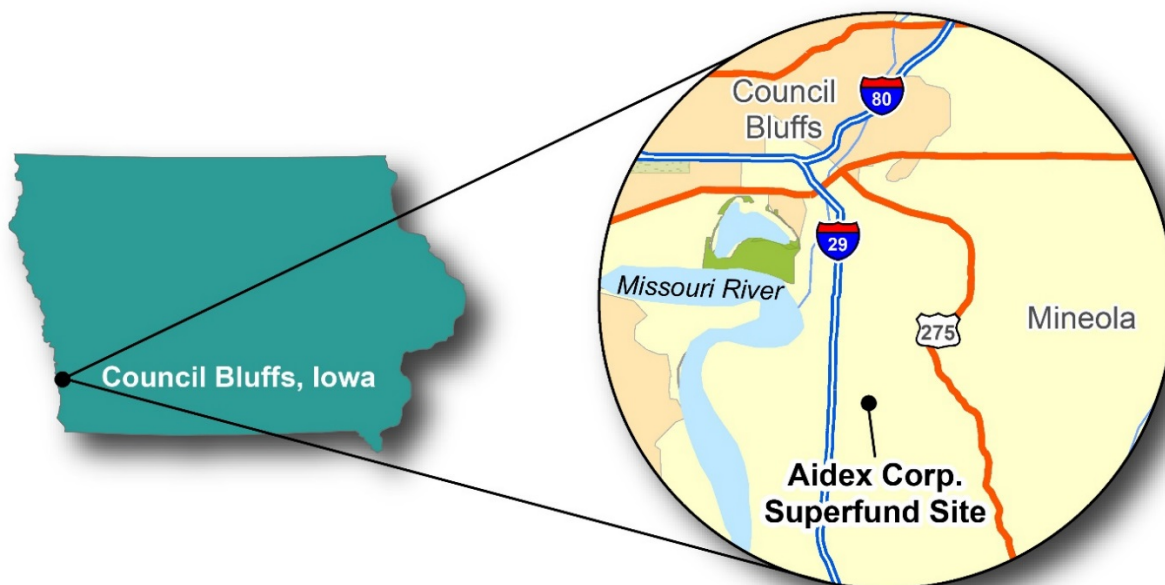 Council Bluffs, Iowa
Council
Bluffs
80
29
Missouri River
275
Mineola
Aidex Corp.
Superfund Site